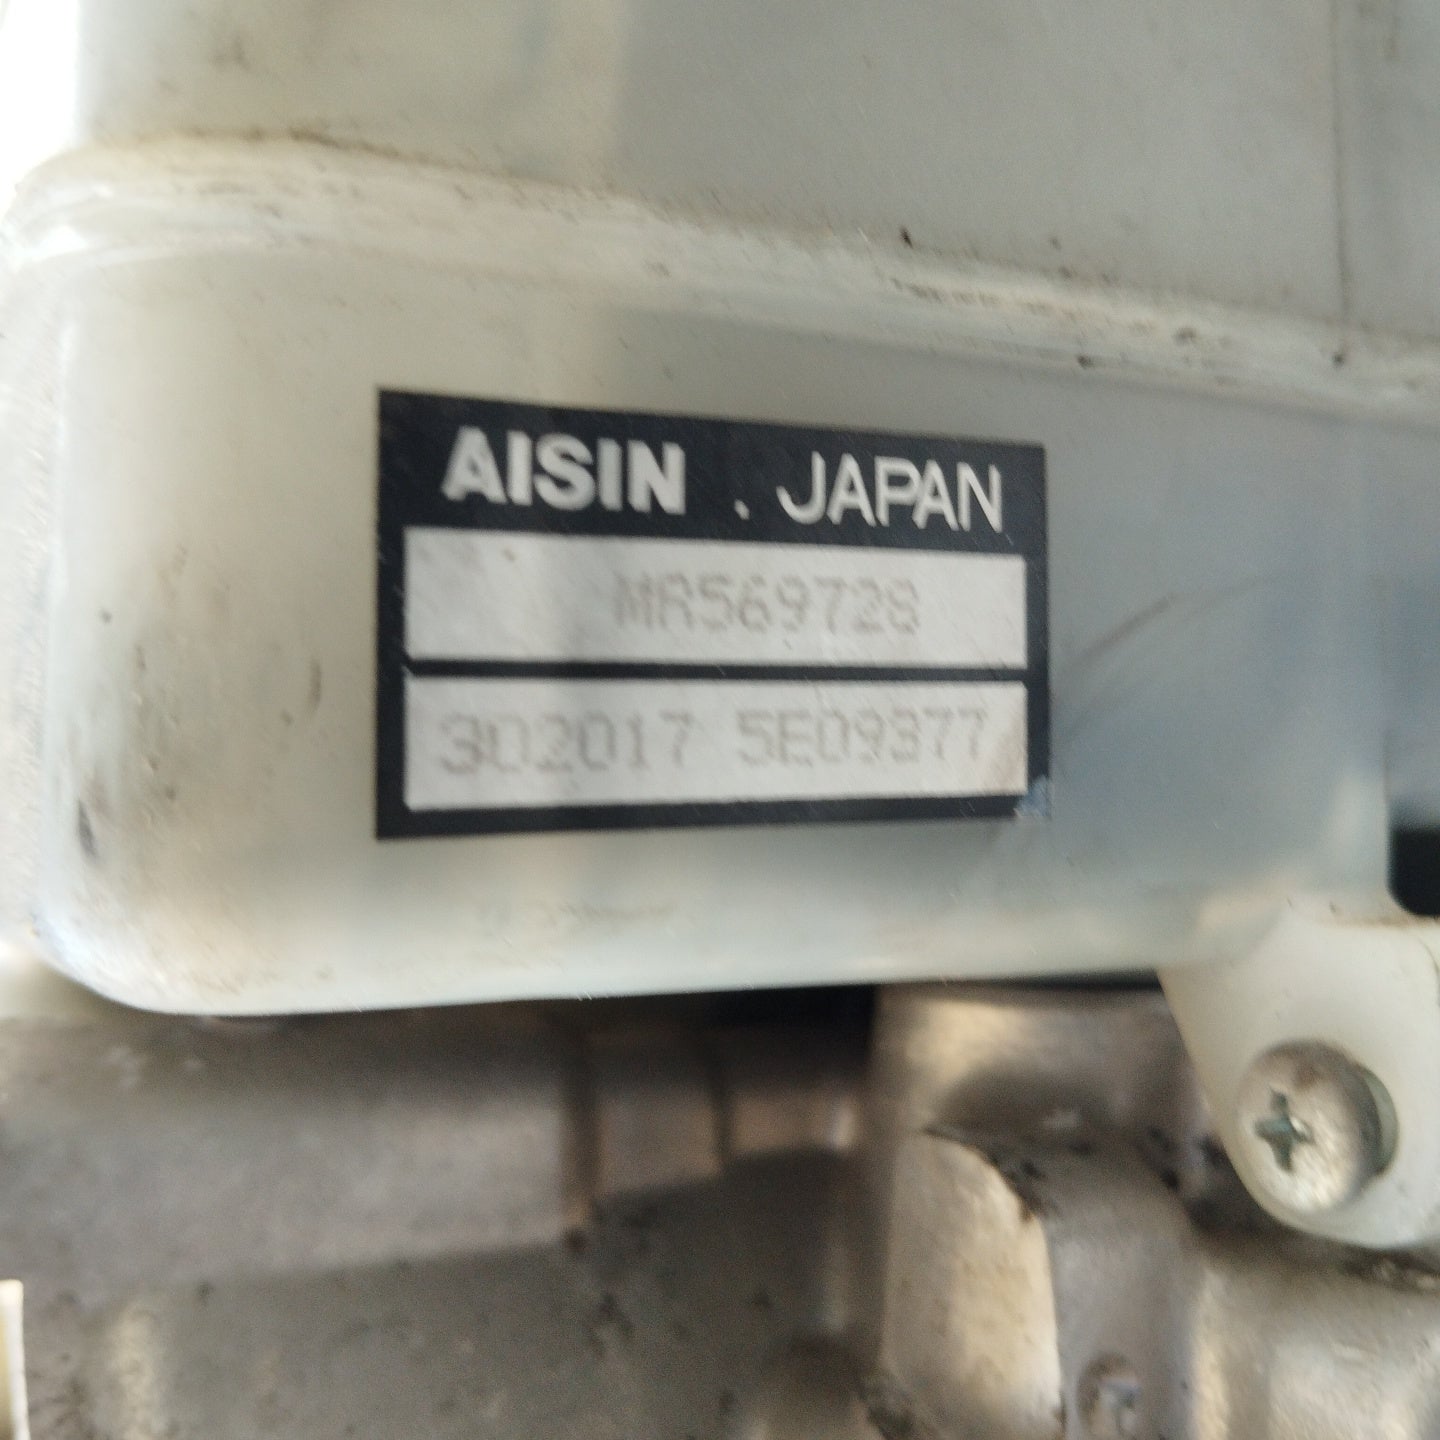 AISIN . JAPAN
MR569728
302017 5E09377